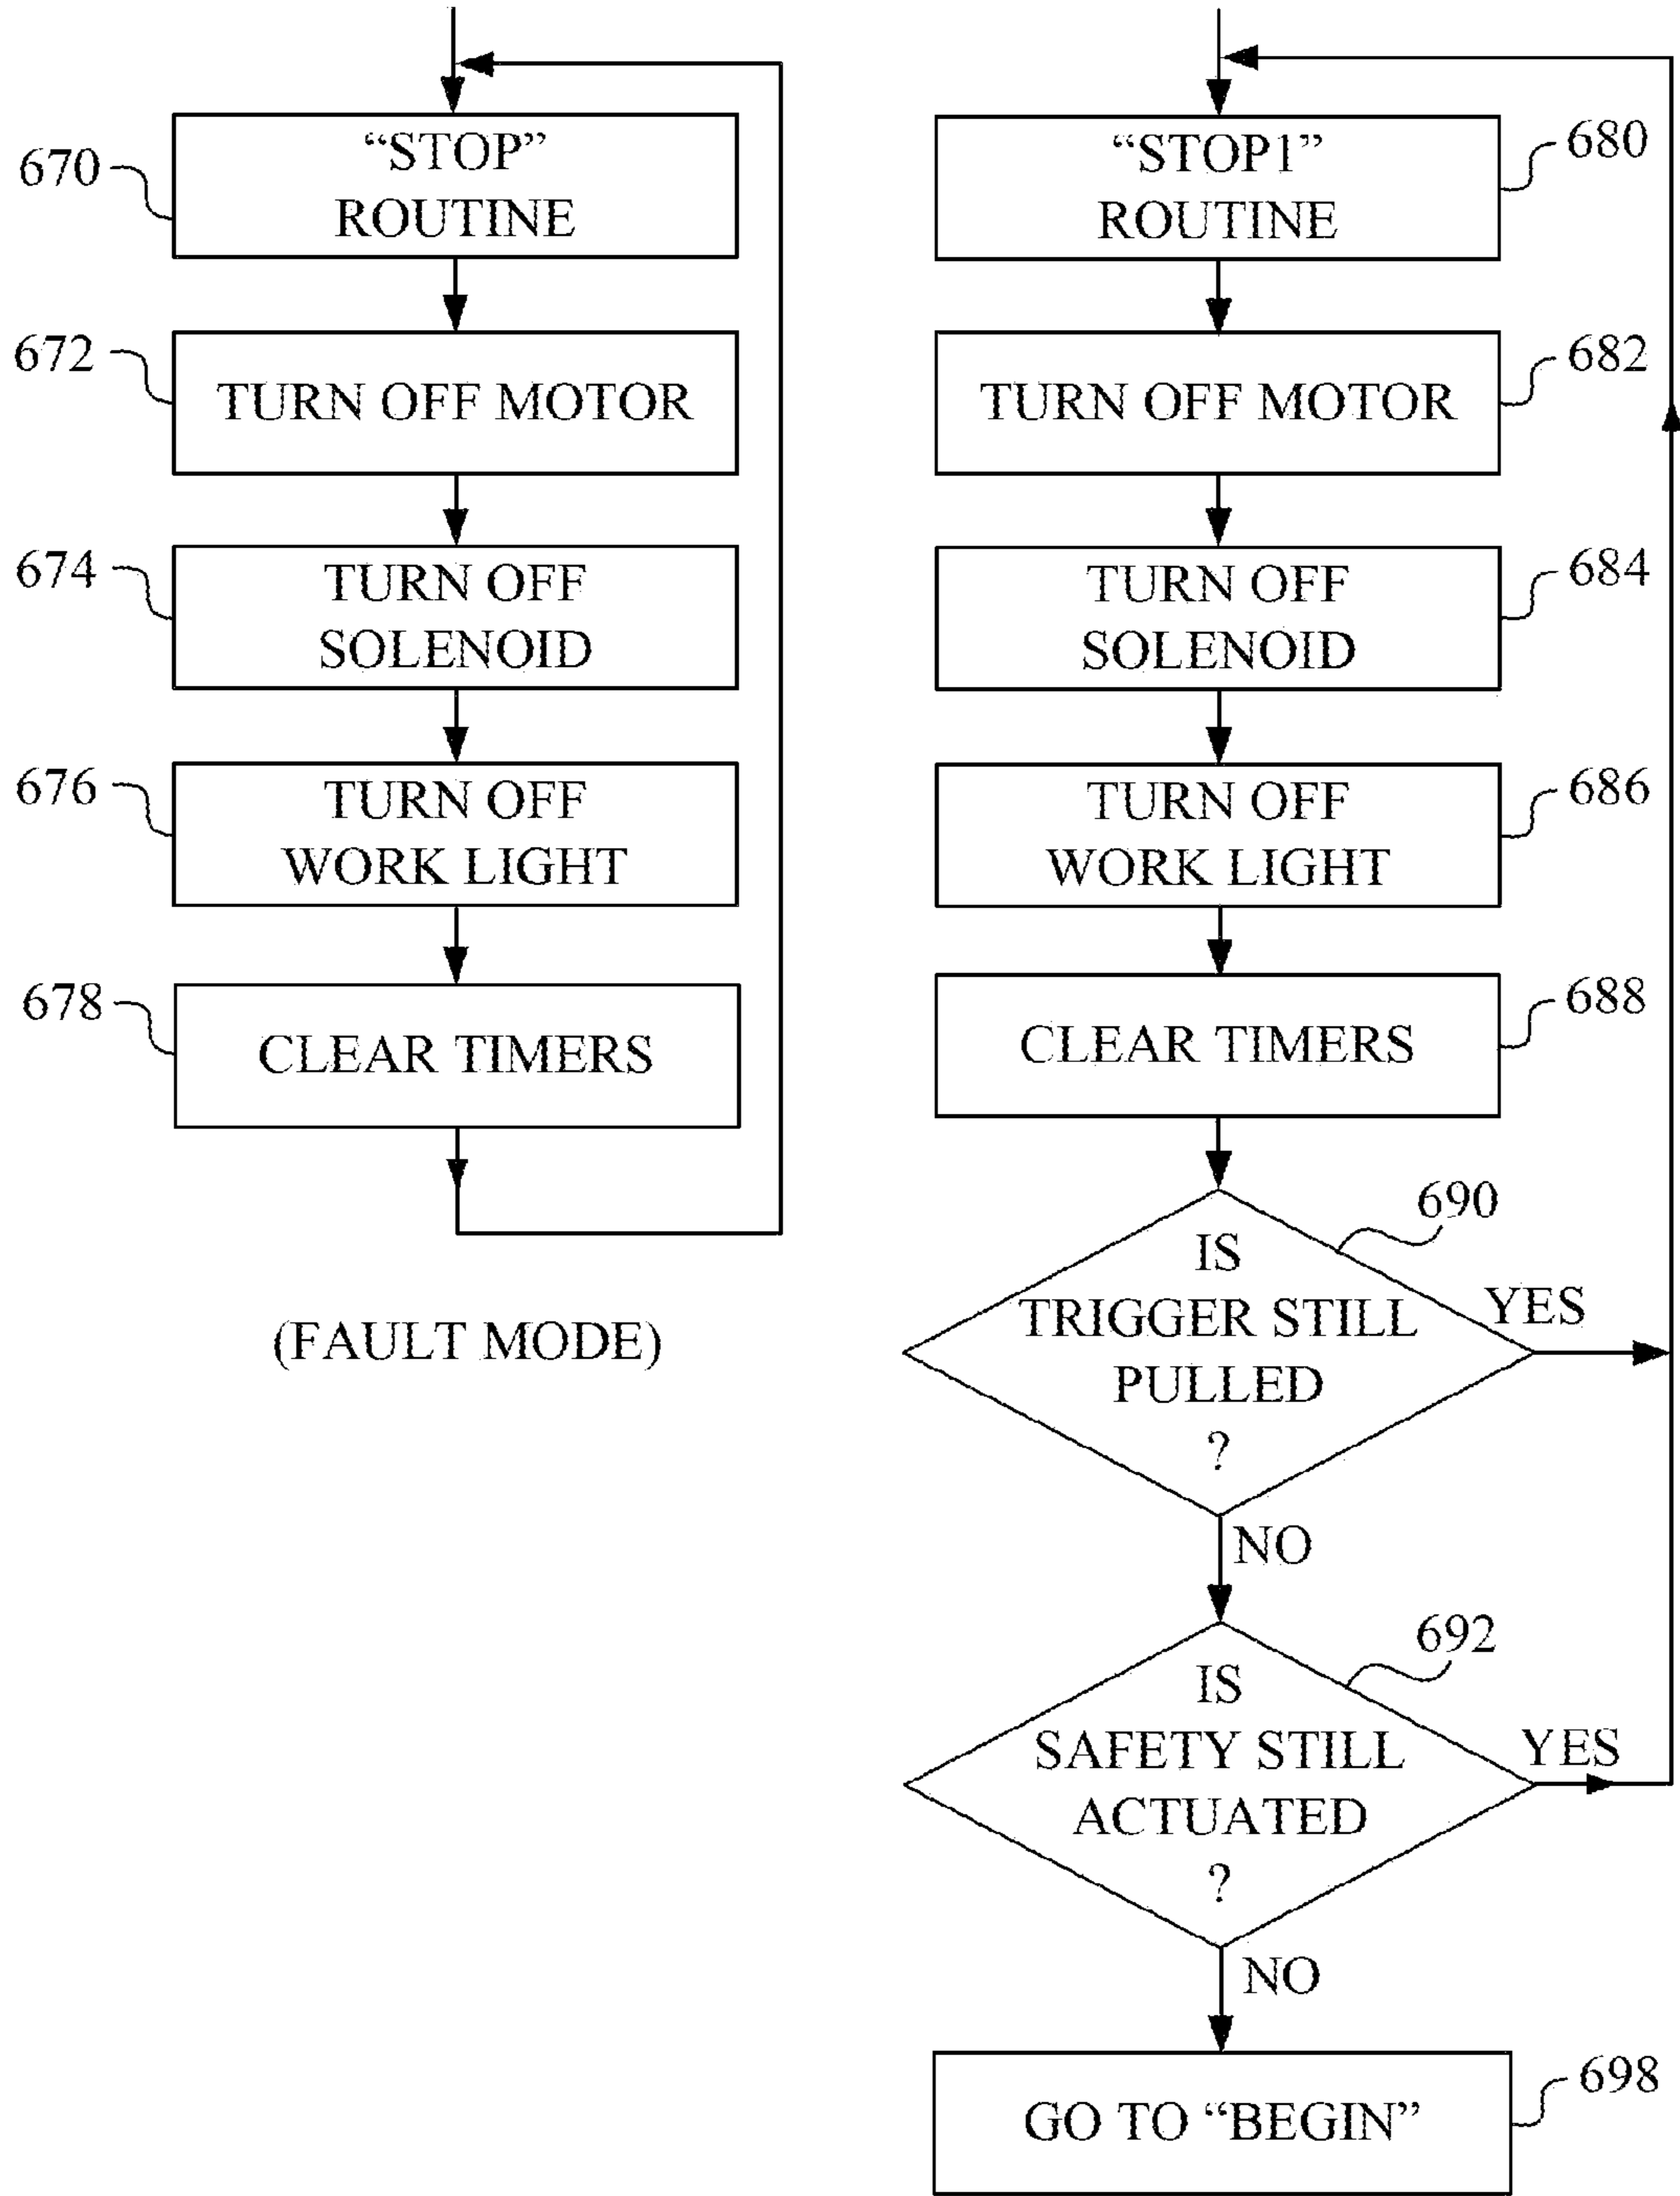 670
“STOP”
ROUTINE
672
TURN OFF MOTOR
674
TURN OFF
SOLENOID
676
TURN OFF
WORK LIGHT
678
CLEAR TIMERS
(FAULT MODE)
“STOP1”
ROUTINE
680
TURN OFF MOTOR
682
TURN OFF
SOLENOID
684
TURN OFF
WORK LIGHT
686
CLEAR TIMERS
688
690
IS
TRIGGER STILL
PULLED
?
YES
NO
692
IS
SAFETY STILL
ACTUATED
?
YES
NO
GO TO “BEGIN”
698